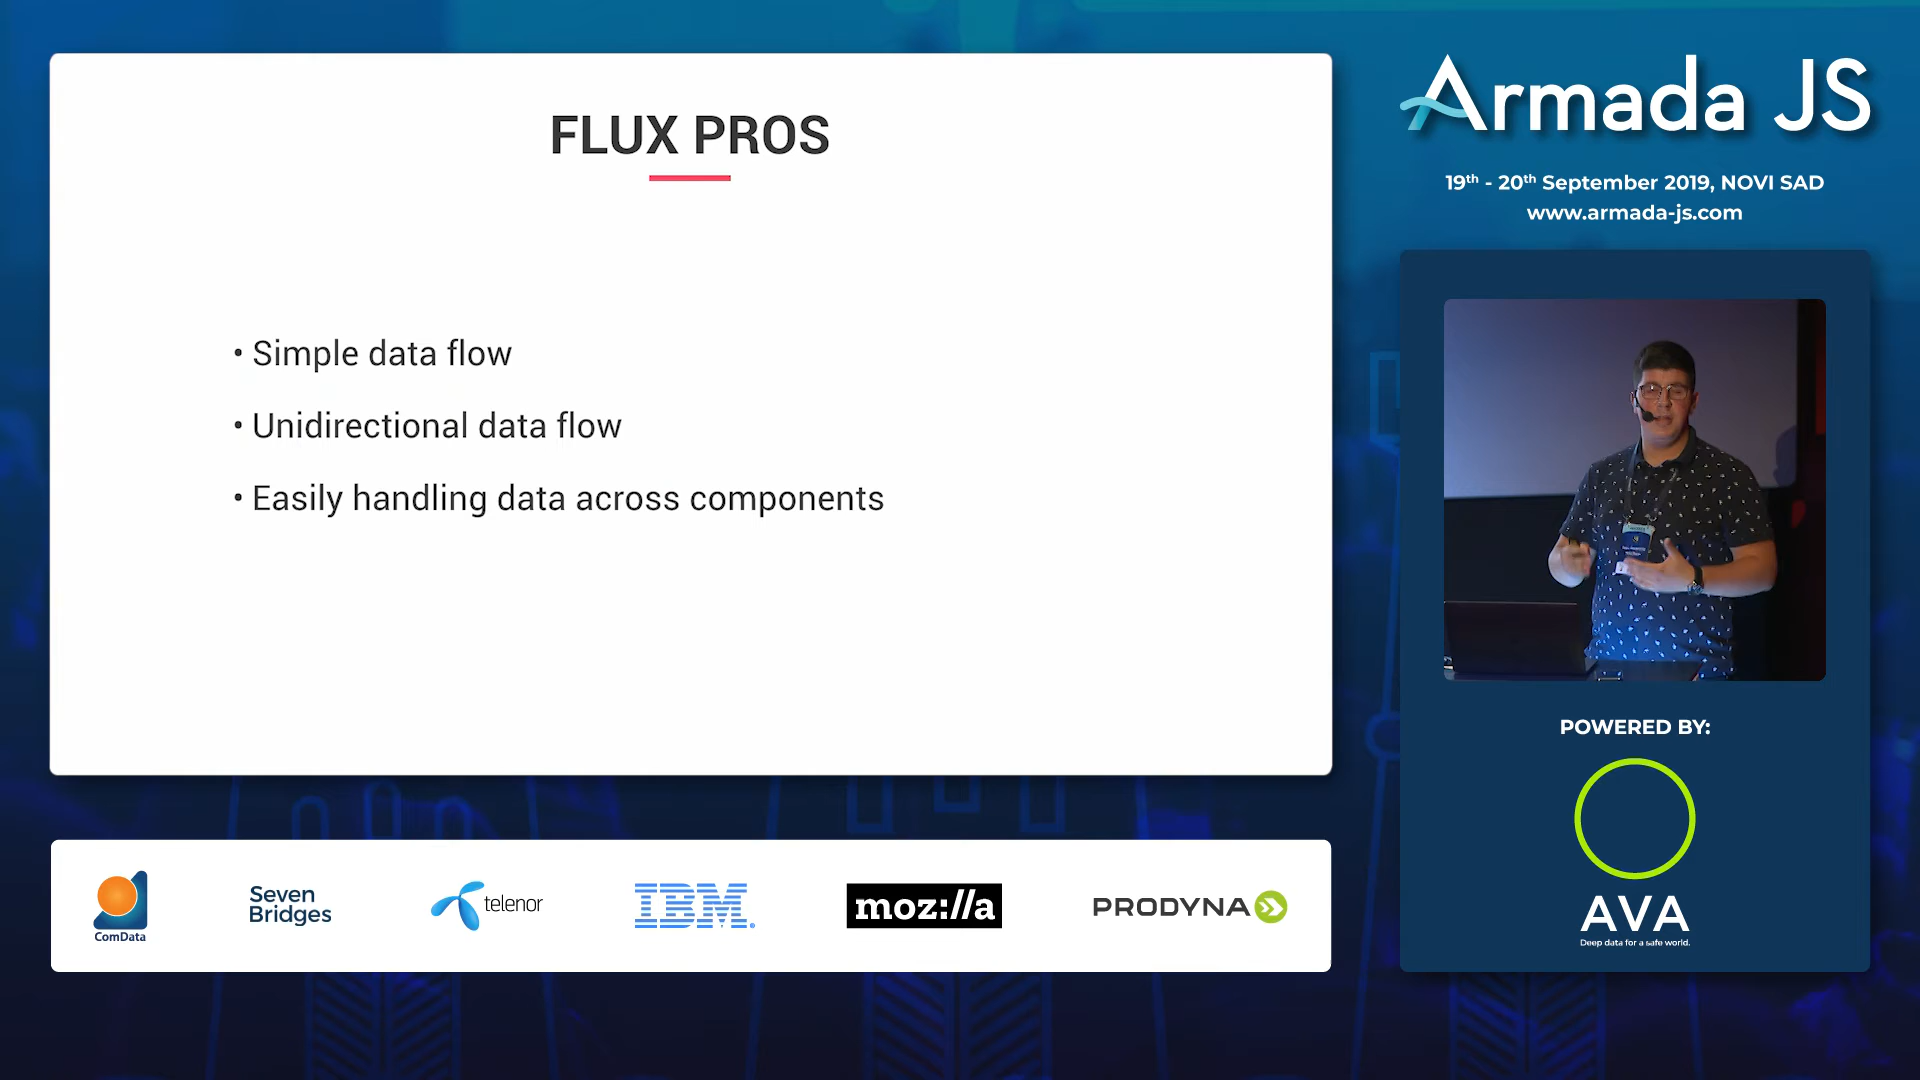 FLUX PROS
• Simple data flow
• Unidirectional data flow
• Easily handling data across components
Armada JS
19th - 20th September 2019, NOVI SAD
www.armada-js.com
POWERED BY:
AVA
Deep data for a safe world.
ComData
Seven
Bridges
telenor
IBM
moz://a
PRODYNA